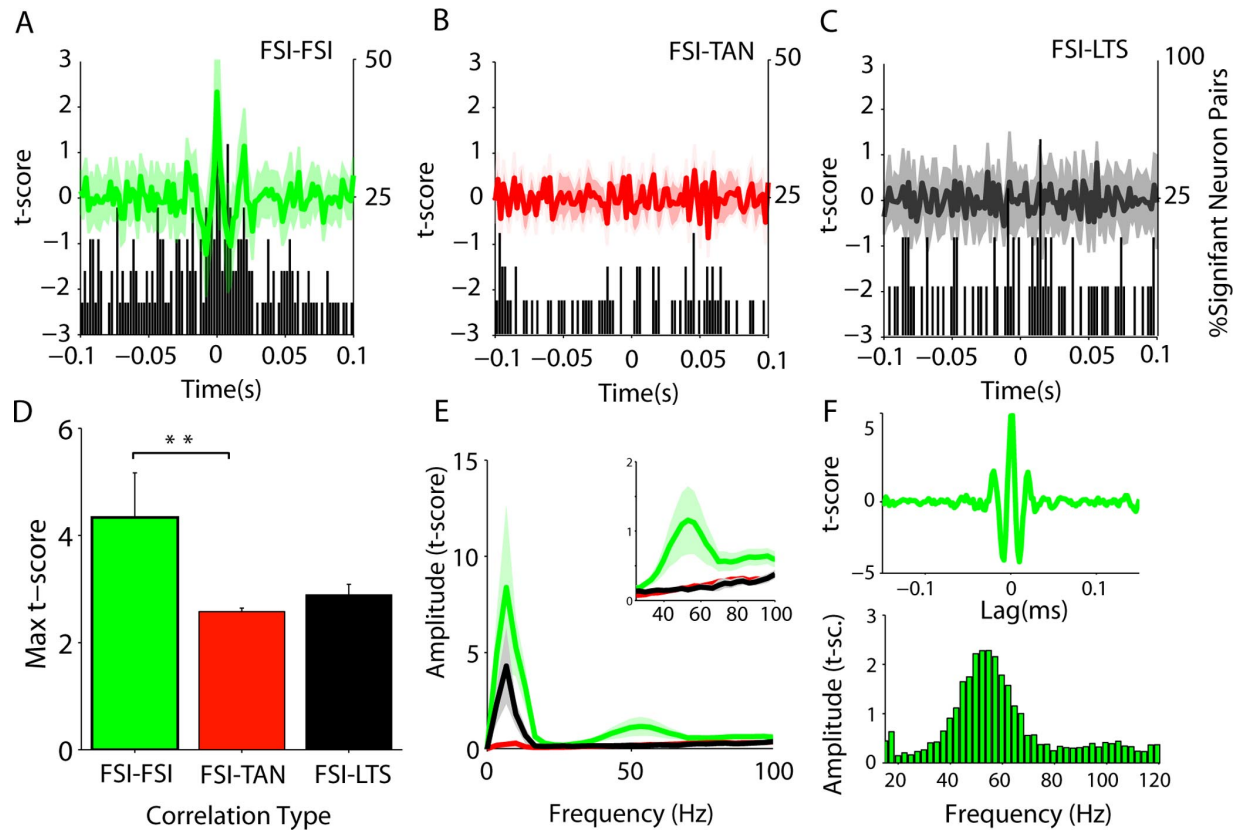 A
FSI-FSI
3
2
1
0
−1
−2
−3
t-score
50
25
−0.1
−0.05
0
0.05
0.1
Time(s)
B
FSI-TAN
3
2
1
0
−1
−2
−3
t-score
50
25
−0.1
−0.05
0
0.05
0.1
Time(s)
C
FSI-LTS
3
2
1
0
−1
−2
−3
t-score
100
25
%Signifant Neuron Pairs
−0.1
−0.05
0
0.05
0.1
Time(s)
D
6
4
2
0
Max t−score
* *
FSI-FSI
FSI-TAN
FSI-LTS
Correlation Type
E
15
10
5
0
Amplitude (t-score)
0
50
100
Frequency (Hz)
2
1
0
40
60
80
100
F
5
0
−5
t-score
−0.1
0
0.1
Lag(ms)
3
2
1
0
Amplitude (t-sc.)
20
40
60
80
100
120
Frequency (Hz)